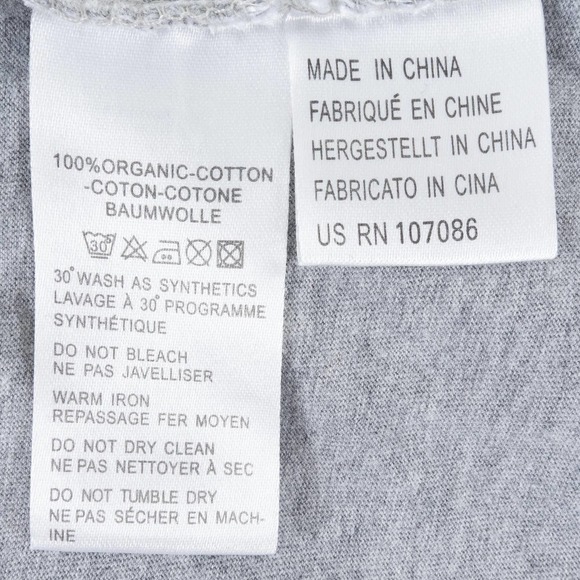 100%ORGANIC-COTTON
-COTON-COTONE
BAUMWOLLE
30°
30° WASH AS SYNTHETICS
LAVAGE À 30° PROGRAMME
SYNTHÉTIQUE
DO NOT BLEACH
NE PAS JAVELLISER
WARM IRON
REPASSAGE FER MOYEN
DO NOT DRY CLEAN
NE PAS NETTOYER À SEC
DO NOT TUMBLE DRY
NE PAS SÉCHER EN MACH-
INE
MADE IN CHINA
FABRIQUÉ EN CHINE
HERGESTELLT IN CHINA
FABRICATO IN CINA
US RN 107086